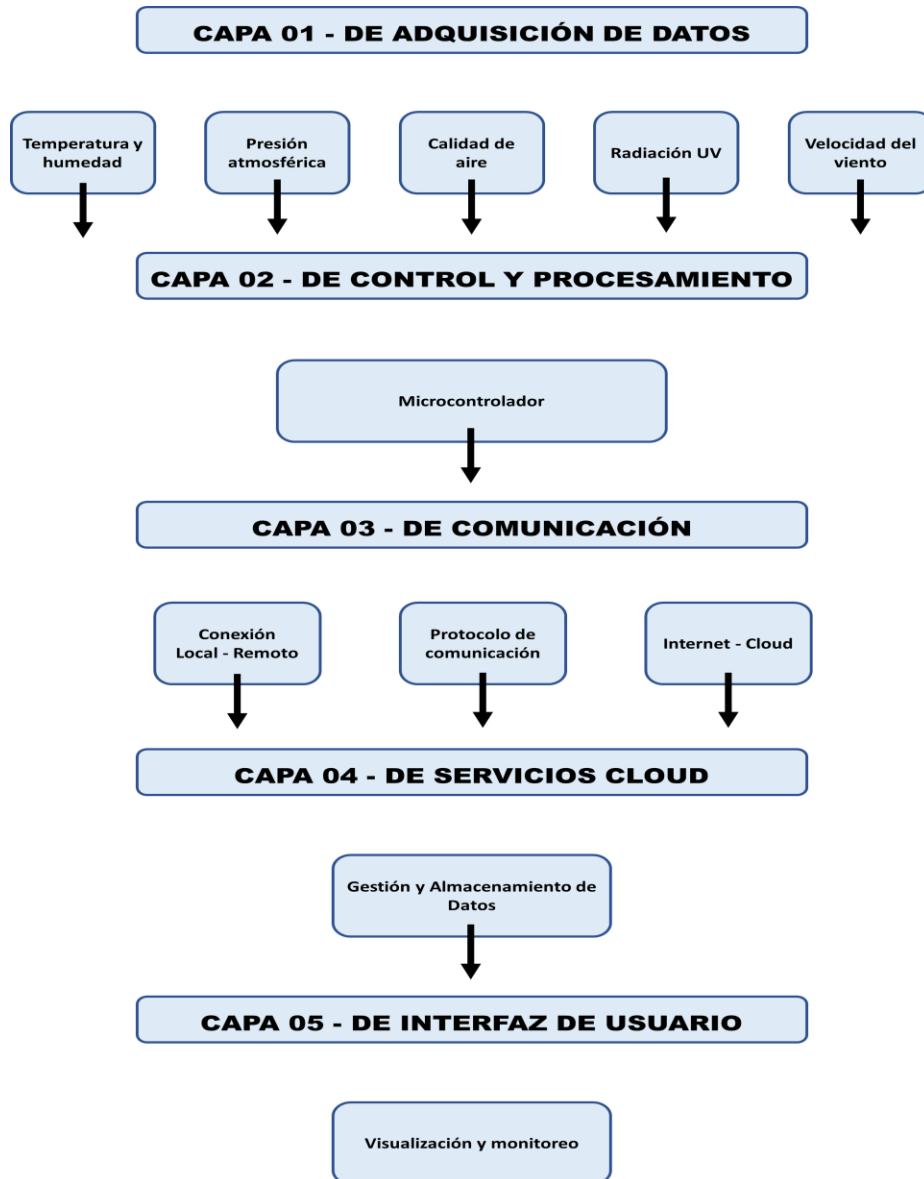 CAPA 01 - DE ADQUISICIÓN DE DATOS
Temperatura y
humedad
Presión
atmosférica
Calidad de
aire
Radiación UV
Velocidad del
viento
CAPA 02 - DE CONTROL Y PROCESAMIENTO
Microcontrolador
CAPA 03 - DE COMUNICACIÓN
Conexión
Local - Remoto
Protocolo de
comunicación
Internet - Cloud
CAPA 04 - DE SERVICIOS CLOUD
Gestión y Almacenamiento de
Datos
CAPA 05 - DE INTERFAZ DE USUARIO
Visualización y monitoreo